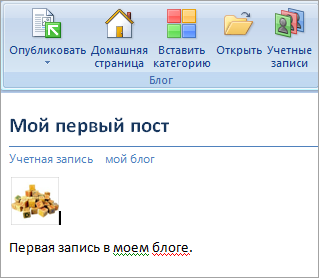 Опубликовать Домашняя страница Вставить категорию Открыть Учетные записи
Блог
Мой первый пост
Учетная запись мой блог
Первая запись в моем блоге.